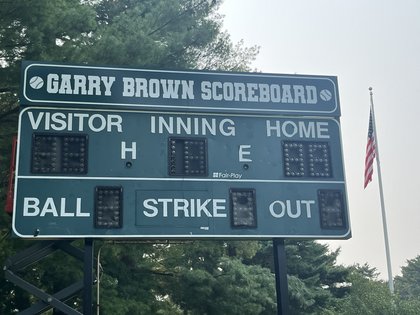 GARRY BROWN SCOREBOARD
VISITOR INNING HOME
H E
Fair-Play
BALL STRIKE OUT